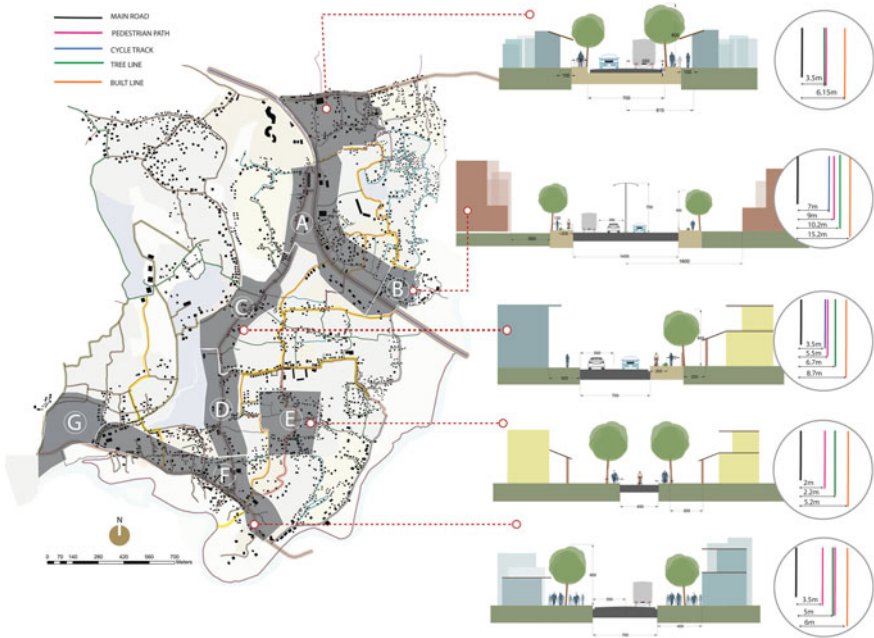 MAIN ROAD
PEDESTRIAN PATH
CYCLE TRACK
TREE LINE
BUILT LINE
3.5m
6.15m
7m
9m
10.2m
15.2m
A
B
C
3.5m
5.5m
6.7m
8.7m
D
E
G
F
2m
2.2m
5.2m
N
0 70 140 280 420 560 700
Meters
3.5m
5m
6m